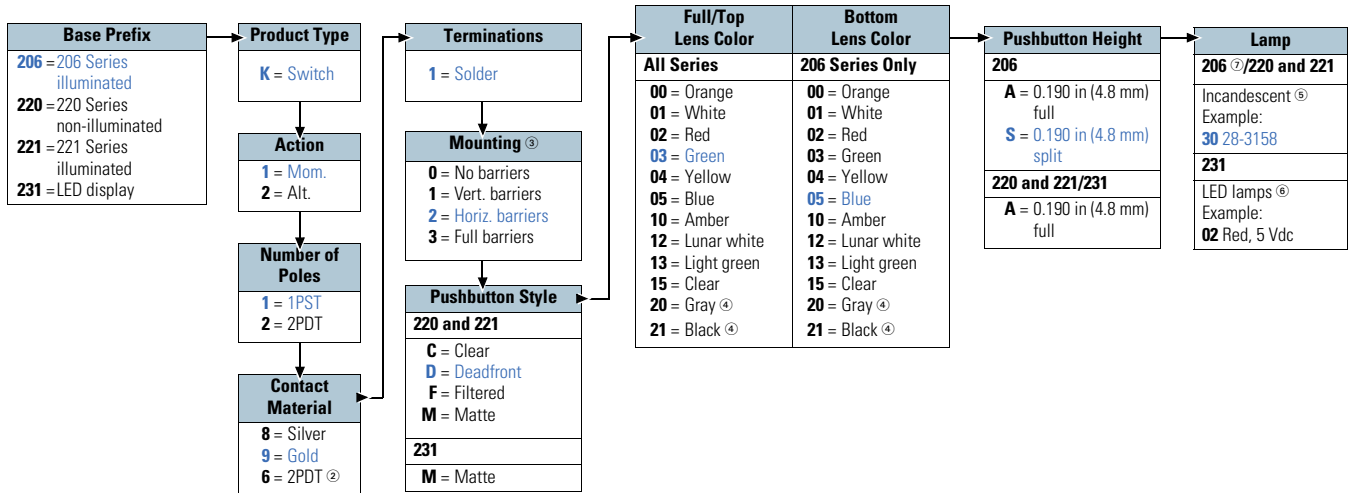 Base Prefix
206 = 206 Series
illuminated
220 = 220 Series
non-illuminated
221 = 221 Series
illuminated
231 = LED display
Product Type
K = Switch
Action
1 = Mom.
2 = Alt.
Number of
Poles
1 = 1PST
2 = 2PDT
Contact
Material
8 = Silver
9 = Gold
6 = 2PDT ②
Terminations
1 = Solder
Mounting ③
0 = No barriers
1 = Vert. barriers
2 = Horiz. barriers
3 = Full barriers
Pushbutton Style
220 and 221
C = Clear
D = Deadfront
F = Filtered
M = Matte
231
M = Matte
Full/Top
Lens Color
All Series
00 = Orange
01 = White
02 = Red
03 = Green
04 = Yellow
05 = Blue
10 = Amber
12 = Lunar white
13 = Light green
15 = Clear
20 = Gray ④
21 = Black ④
Bottom
Lens Color
206 Series Only
00 = Orange
01 = White
02 = Red
03 = Green
04 = Yellow
05 = Blue
10 = Amber
12 = Lunar white
13 = Light green
15 = Clear
20 = Gray ④
21 = Black ④
Pushbutton Height
206
A = 0.190 in (4.8 mm)
full
S = 0.190 in (4.8 mm)
split
220 and 221/231
A = 0.190 in (4.8 mm)
full
Lamp
206 ⑦/220 and 221
Incandescent ⑤
Example:
30 28-3158
231
LED lamps ⑥
Example:
02 Red, 5 Vdc